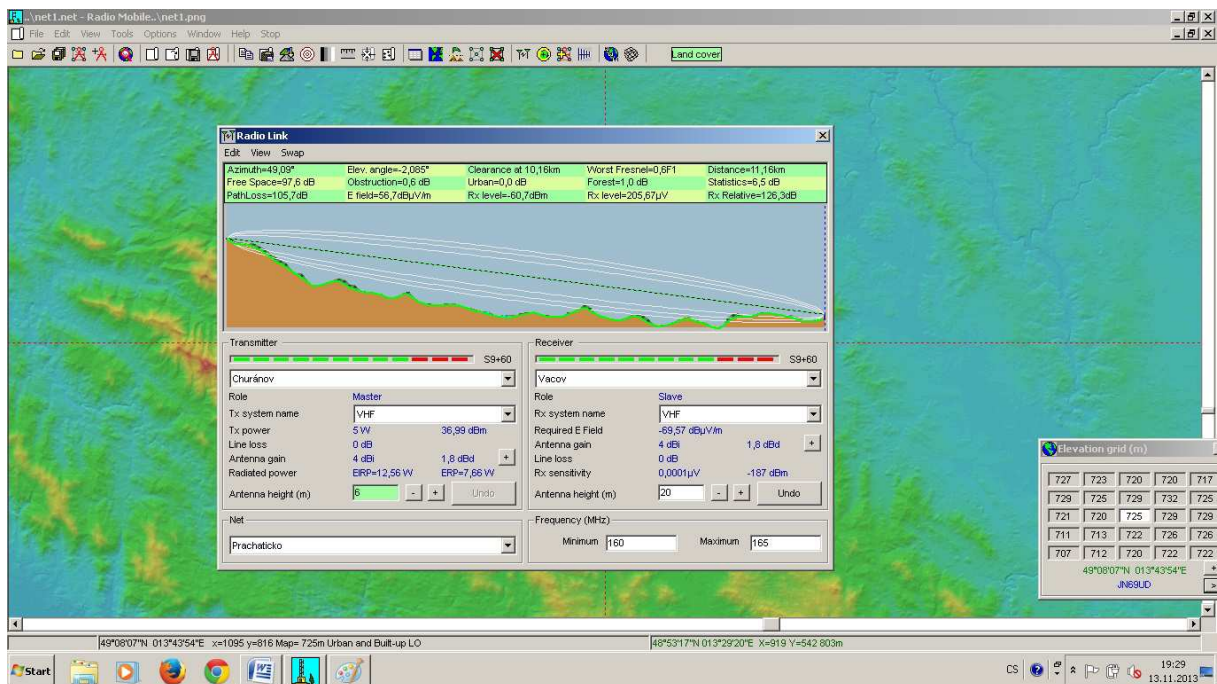 ..\net1.net - Radio Mobile..\net1.png
File Edit View Tools Options Window Help Stop
Land cover
Radio Link
Edit View Swap
Azimuth=49,09° Elev. angle=-2,085° Clearance at 10,16km Worst Fresnel=0,6F1 Distance=11,16km
Free Space=97,6 dB Obstruction=0,6 dB Urban=0,0 dB Forest=1,0 dB Statistics=6,5 dB
PathLoss=105,7dB E field=56,7dBµV/m Rx level=-60,7dBm Rx level=205,67µV Rx Relative=126,3dB
Transmitter
S9+60
Churánov
Role Master
Tx system name VHF
Tx power 5 W 36,99 dBm
Line loss 0 dB
Antenna gain 4 dBi 1,8 dBd +
Radiated power EIRP=12,56 W ERP=7,66 W
Antenna height (m) 6 - + Undo
Net
Prachaticko
Receiver
S9+60
Vacov
Role Slave
Rx system name VHF
Required E Field -69,57 dBµV/m
Antenna gain 4 dBi 1,8 dBd +
Line loss 0 dB
Rx sensitivity 0,0001µV -187 dBm
Antenna height (m) 20 - + Undo
Frequency (MHz)
Minimum 160 Maximum 165
Elevation grid (m)
727 723 720 720 717
729 725 729 732 725
721 720 725 729 729
711 713 722 726 726
707 712 720 722 722
49°08'07"N 013°43'54"E +
JN69UD >
49°08'07"N 013°43'54"E x=1095 y=816 Map= 725m Urban and Built-up LO
48°53'17"N 013°29'20"E X=919 Y=542 803m
Start
CS
19:29
13.11.2013